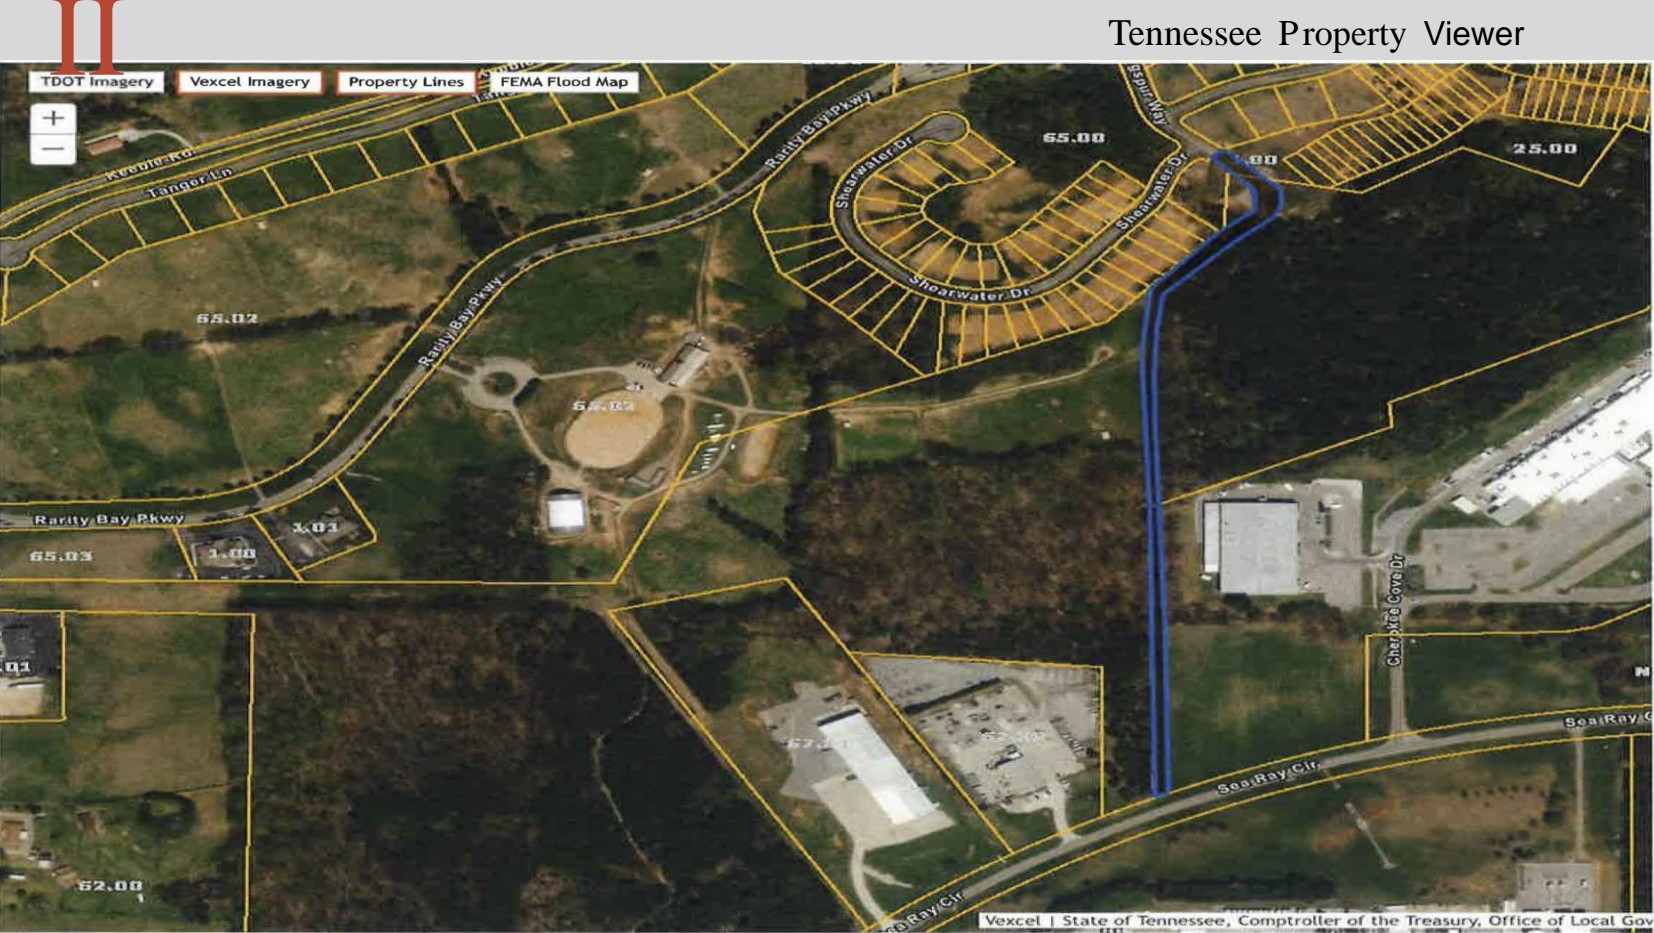 Tennessee Property Viewer
TDOT Imagery
Vexcel Imagery
Property Lines
FEMA Flood Map
+
−
Keeble Rd
Tanger Ln
Rarity Bay Pkwy
Shearwater Dr
65.00
25.00
Shearwater Dr
Shearwater Dr
65.02
Rarity Bay Pkwy
Rarity Bay Pkwy
65.03
1.00
1.01
Cherokee Cove Dr
Sea Ray Cir
62.00
Vexcel | State of Tennessee, Comptroller of the Treasury, Office of Local Gov